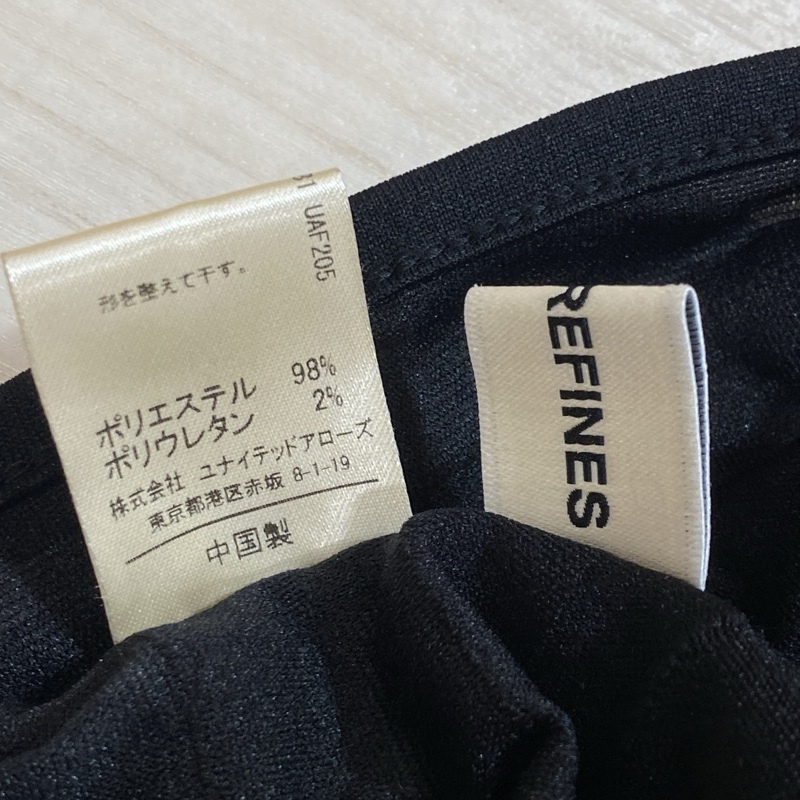 31 UAF205
形を整えて干す。
ポリエステル 98%
ポリウレタン 2%
株式会社 ユナイテッドアローズ
東京都港区赤坂 8-1-19
中国製
REFINES